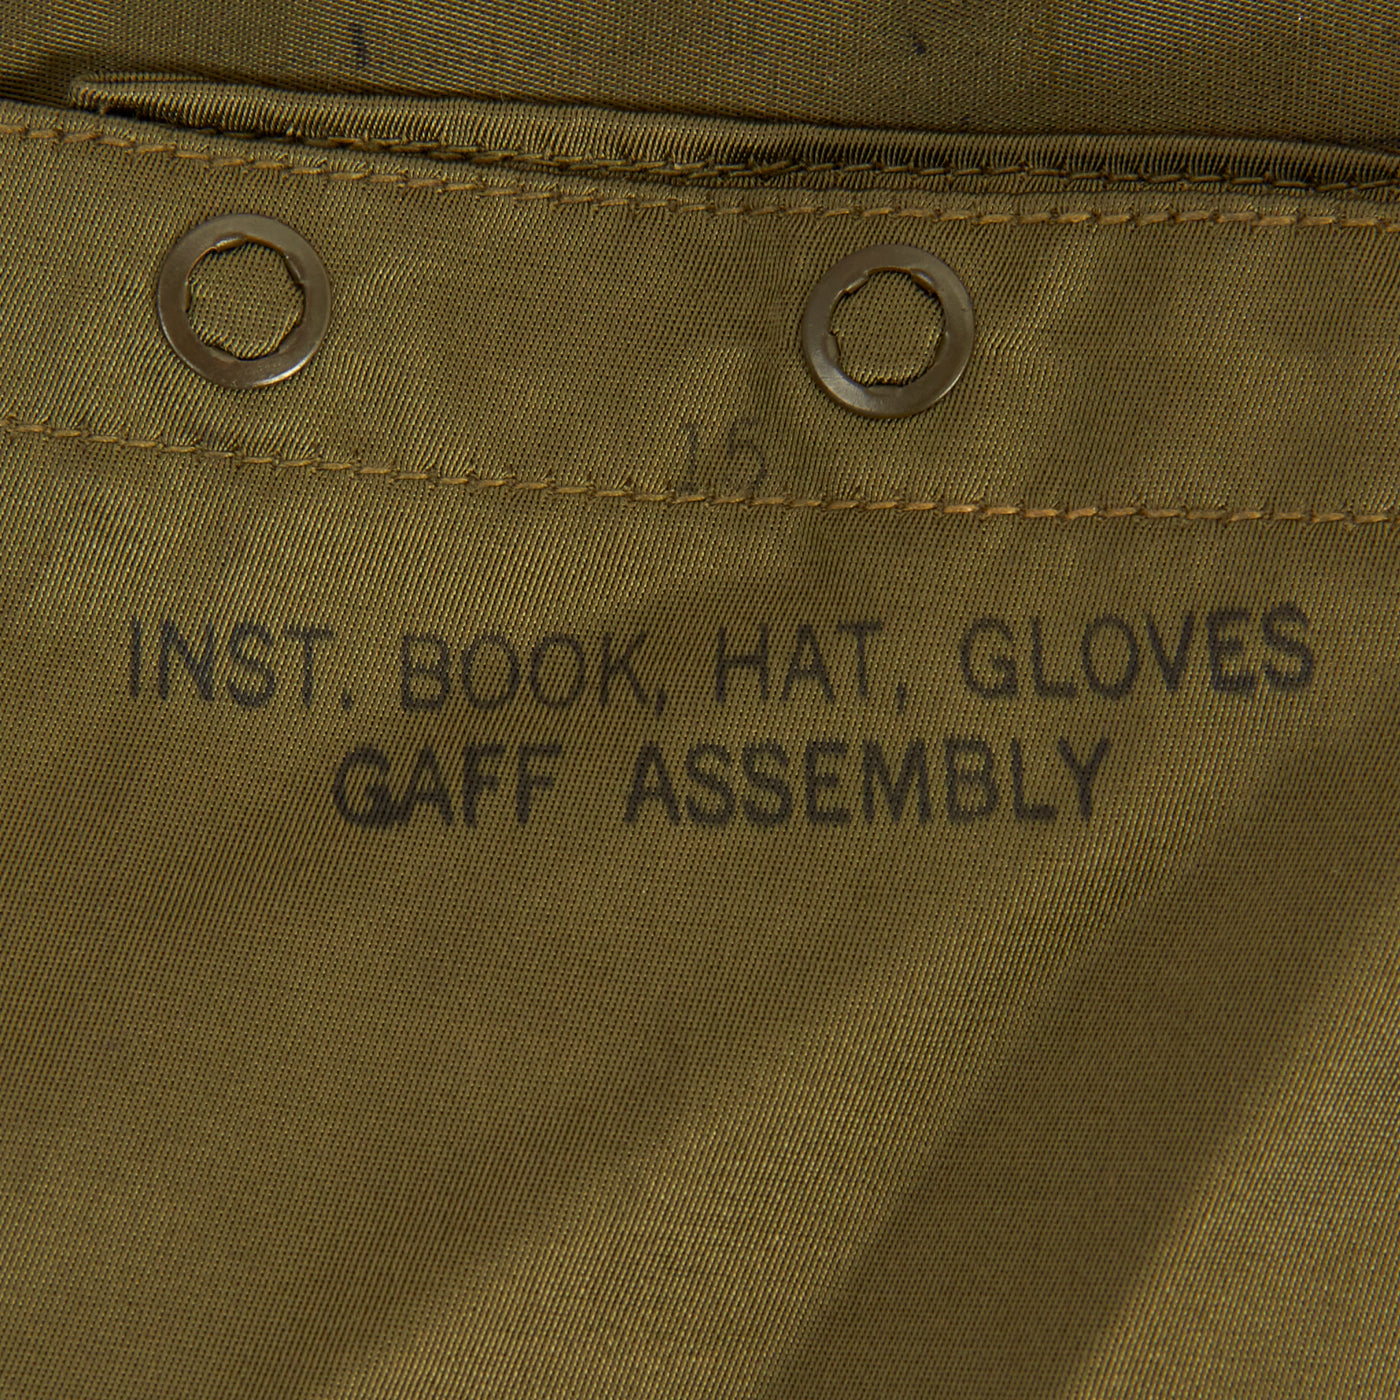 15
INST. BOOK, HAT, GLOVES
GAFF ASSEMBLY